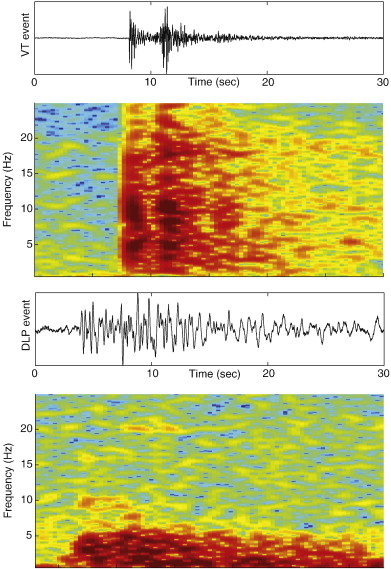 VT event
0 10 20 30
Time (sec)
Frequency (Hz)
20
15
10
5
DLP event
0 10 20 30
Time (sec)
Frequency (Hz)
20
15
10
5